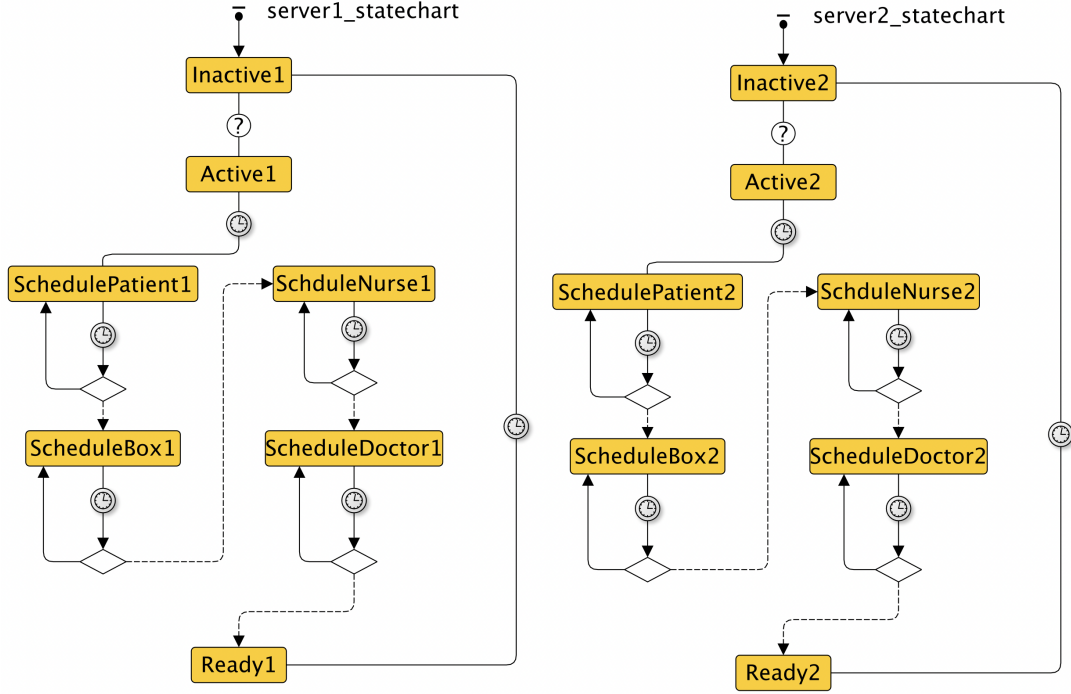 server1_statechart
Inactive1
?
Active1
SchedulePatient1
SchduleNurse1
ScheduleBox1
ScheduleDoctor1
Ready1
server2_statechart
Inactive2
?
Active2
SchedulePatient2
SchduleNurse2
ScheduleBox2
ScheduleDoctor2
Ready2